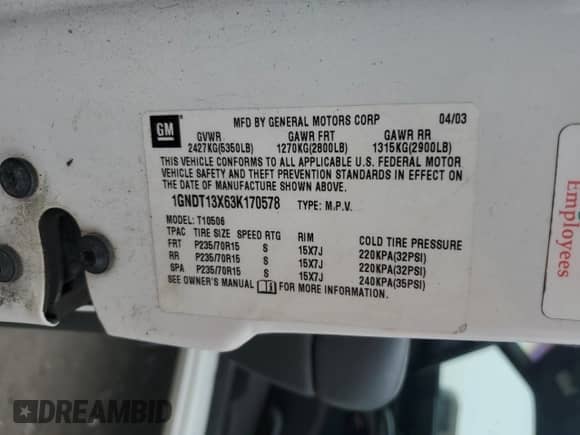 GM
MFD BY GENERAL MOTORS CORP 04/03
GVWR GAWR FRT GAWR RR
2427KG(5350LB) 1270KG(2800LB) 1315KG(2900LB)
THIS VEHICLE CONFORMS TO ALL APPLICABLE U.S. FEDERAL MOTOR
VEHICLE SAFETY AND THEFT PREVENTION STANDARDS IN EFFECT ON
THE DATE OF MANUFACTURE SHOWN ABOVE.
1GNDT13X63K170578 TYPE: M.P.V.
MODEL: T10506
TPAC TIRE SIZE SPEED RTG RIM COLD TIRE PRESSURE
FRT P235/70R15 S 15X7J 220KPA(32PSI)
RR P235/70R15 S 15X7J 220KPA(32PSI)
SPA P235/70R15 S 15X7J 240KPA(35PSI)
SEE OWNER'S MANUAL FOR MORE INFORMATION.
Employees
DREAMBID